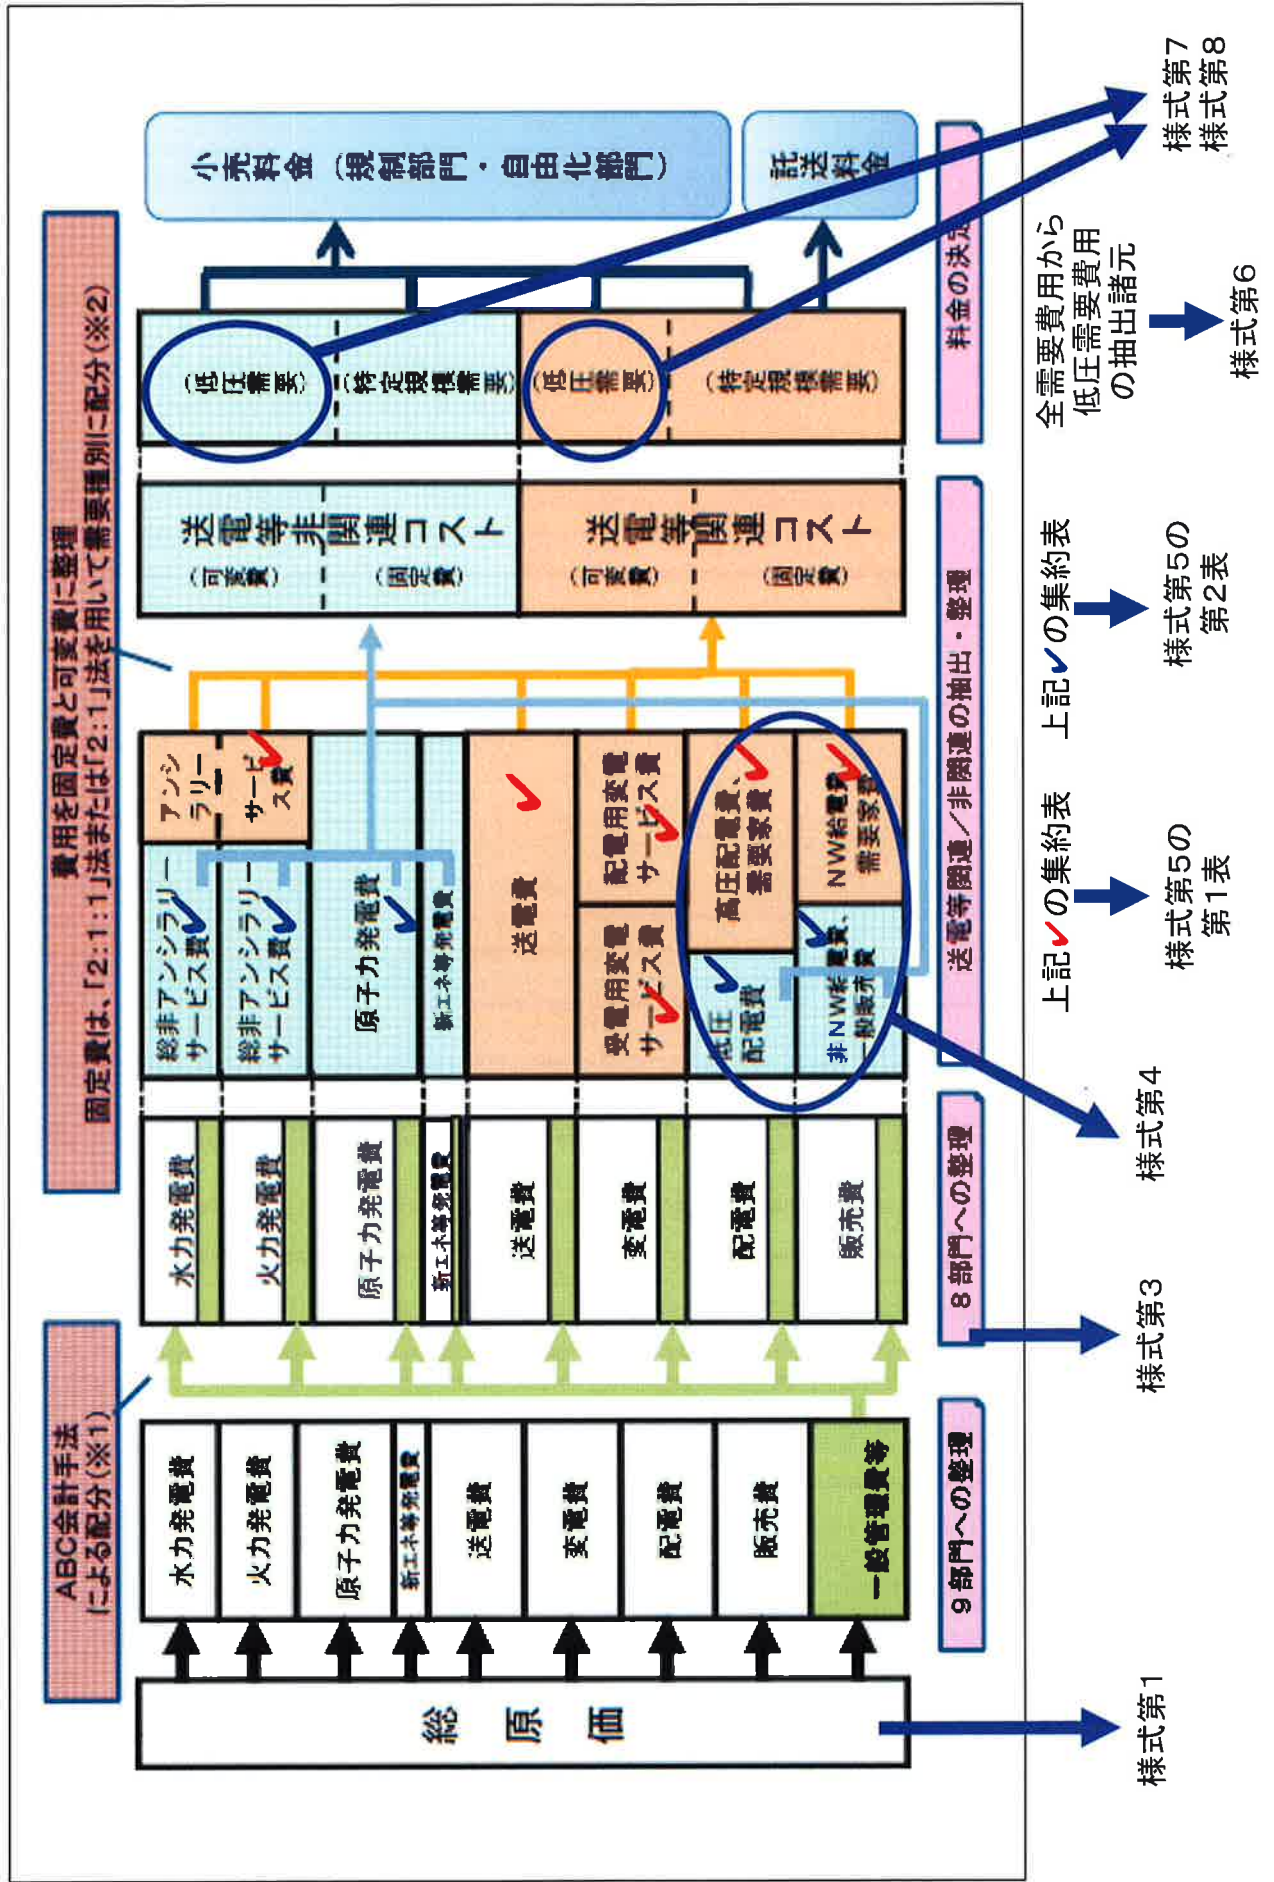 ABC会計手法
による配分(※1)
費用を固定費と可変費に整理
固定費は、「2:1:1」法または「2:1」法を用いて需要種別に配分(※2)
総原価
水力発電費
火力発電費
原子力発電費
新エネ等発電費
送電費
変電費
配電費
販売費
一般管理費等
水力発電費
火力発電費
原子力発電費
新エネ等発電費
送電費
変電費
配電費
販売費
総非アンシラリー
サービス費
アンシ
ラリー
総非アンシラリー
サービス費
サービ
ス費
原子力発電費
新エネ等発電費
送電費
受電用変電
サービス費
配電用変電
サービス費
低圧
配電費
高圧配電費、
需要家費
非NW給電費、
一般販売費
NW給電費、
需要家費
送電等非関連コスト
(可変費)
(固定費)
送電等関連コスト
(可変費)
(固定費)
(低圧需要)
(特定規模需要)
(低圧需要)
(特定規模需要)
小売料金(規制部門・自由化部門)
託送
料金
9部門への整理
8部門への整理
送電等関連/非関連の抽出・整理
料金の決定
様式第1
様式第3
様式第4
上記✓の集約表
様式第5の
第1表
上記✓の集約表
様式第5の
第2表
全需要費用から
低圧需要費用
の抽出諸元
様式第6
様式第7
様式第8